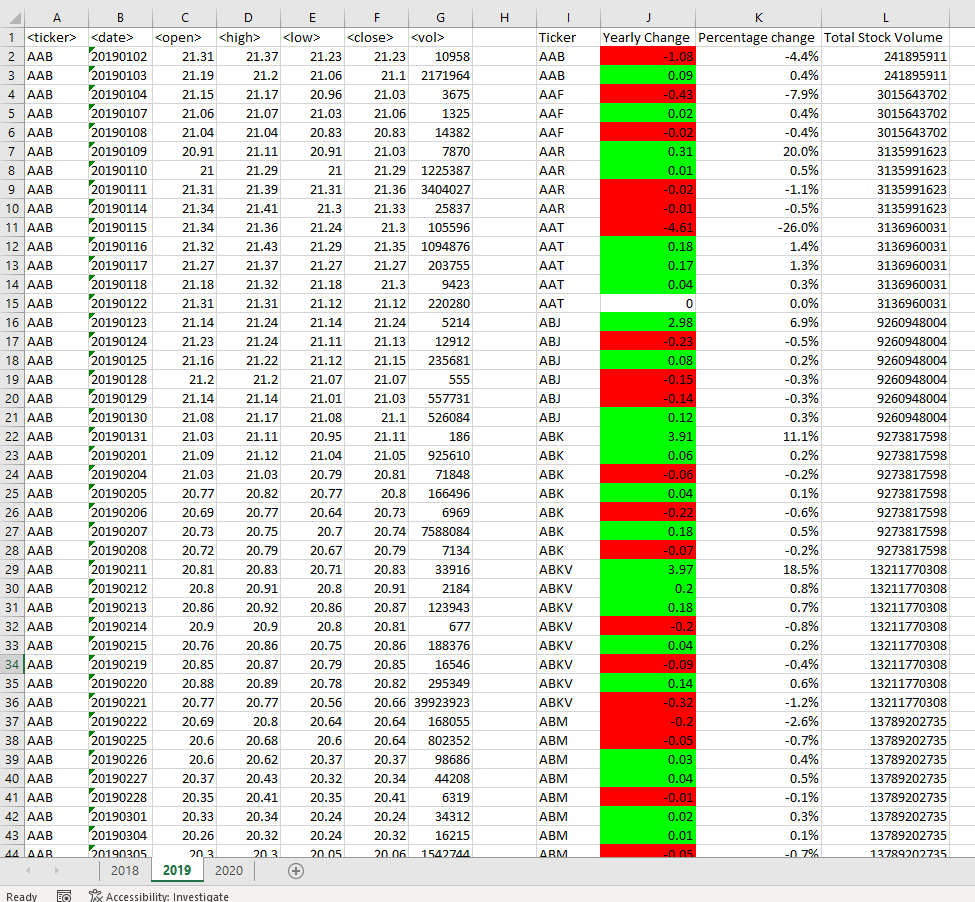 A B C D E F G H I J K L
1 <ticker> <date> <open> <high> <low> <close> <vol> Ticker Yearly Change Percentage change Total Stock Volume
2 AAB 20190102 21.31 21.37 21.23 21.23 10958 AAB -1.08 -4.4% 241895911
3 AAB 20190103 21.19 21.2 21.06 21.1 2171964 AAB 0.09 0.4% 241895911
4 AAB 20190104 21.15 21.17 20.96 21.03 3675 AAF -0.43 -7.9% 3015643702
5 AAB 20190107 21.06 21.07 21.03 21.06 1325 AAF 0.02 0.4% 3015643702
6 AAB 20190108 21.04 21.04 20.83 20.83 14382 AAF -0.02 -0.4% 3015643702
7 AAB 20190109 20.91 21.11 20.91 21.03 7870 AAR 0.31 20.0% 3135991623
8 AAB 20190110 21 21.29 21 21.29 1225387 AAR 0.01 0.5% 3135991623
9 AAB 20190111 21.31 21.39 21.31 21.36 3404027 AAR -0.02 -1.1% 3135991623
10 AAB 20190114 21.34 21.41 21.3 21.33 25837 AAR -0.01 -0.5% 3135991623
11 AAB 20190115 21.34 21.36 21.24 21.3 105596 AAT -4.61 -26.0% 3136960031
12 AAB 20190116 21.32 21.43 21.29 21.35 1094876 AAT 0.18 1.4% 3136960031
13 AAB 20190117 21.27 21.37 21.27 21.27 203755 AAT 0.17 1.3% 3136960031
14 AAB 20190118 21.18 21.32 21.18 21.3 9423 AAT 0.04 0.3% 3136960031
15 AAB 20190122 21.31 21.31 21.12 21.12 220280 AAT 0 0.0% 3136960031
16 AAB 20190123 21.14 21.24 21.14 21.24 5214 ABJ 2.98 6.9% 9260948004
17 AAB 20190124 21.23 21.24 21.11 21.13 12912 ABJ -0.23 -0.5% 9260948004
18 AAB 20190125 21.16 21.22 21.12 21.15 235681 ABJ 0.08 0.2% 9260948004
19 AAB 20190128 21.2 21.2 21.07 21.07 555 ABJ -0.15 -0.3% 9260948004
20 AAB 20190129 21.14 21.14 21.01 21.03 557731 ABJ -0.14 -0.3% 9260948004
21 AAB 20190130 21.08 21.17 21.08 21.1 526084 ABJ 0.12 0.3% 9260948004
22 AAB 20190131 21.03 21.11 20.95 21.11 186 ABK 3.91 11.1% 9273817598
23 AAB 20190201 21.09 21.12 21.04 21.05 925610 ABK 0.06 0.2% 9273817598
24 AAB 20190204 21.03 21.03 20.79 20.81 71848 ABK -0.06 -0.2% 9273817598
25 AAB 20190205 20.77 20.82 20.77 20.8 166496 ABK 0.04 0.1% 9273817598
26 AAB 20190206 20.69 20.77 20.64 20.73 6969 ABK -0.22 -0.6% 9273817598
27 AAB 20190207 20.73 20.75 20.7 20.74 7588084 ABK 0.18 0.5% 9273817598
28 AAB 20190208 20.72 20.79 20.67 20.79 7134 ABK -0.07 -0.2% 9273817598
29 AAB 20190211 20.81 20.83 20.71 20.83 33916 ABKV 3.97 18.5% 13211770308
30 AAB 20190212 20.8 20.91 20.8 20.91 2184 ABKV 0.2 0.8% 13211770308
31 AAB 20190213 20.86 20.92 20.86 20.87 123943 ABKV 0.18 0.7% 13211770308
32 AAB 20190214 20.9 20.9 20.8 20.81 677 ABKV -0.2 -0.8% 13211770308
33 AAB 20190215 20.76 20.86 20.75 20.86 188376 ABKV 0.04 0.2% 13211770308
34 AAB 20190219 20.85 20.87 20.79 20.85 16546 ABKV -0.09 -0.4% 13211770308
35 AAB 20190220 20.88 20.89 20.78 20.82 295349 ABKV 0.14 0.6% 13211770308
36 AAB 20190221 20.77 20.77 20.56 20.66 39923923 ABKV -0.32 -1.2% 13211770308
37 AAB 20190222 20.69 20.8 20.64 20.64 168055 ABM -0.2 -2.6% 13789202735
38 AAB 20190225 20.6 20.68 20.6 20.64 802352 ABM -0.05 -0.7% 13789202735
39 AAB 20190226 20.6 20.62 20.37 20.37 98686 ABM 0.03 0.4% 13789202735
40 AAB 20190227 20.37 20.43 20.32 20.34 44208 ABM 0.04 0.5% 13789202735
41 AAB 20190228 20.35 20.41 20.35 20.41 6319 ABM -0.01 -0.1% 13789202735
42 AAB 20190301 20.33 20.34 20.24 20.24 34312 ABM 0.02 0.3% 13789202735
43 AAB 20190304 20.26 20.32 20.24 20.32 16215 ABM 0.01 0.1% 13789202735
44 AAB 20190305 20.3 20.3 20.05 20.06 1542744 ABM -0.05 -0.7% 13789202735
2018 2019 2020
Ready Accessibility: Investigate